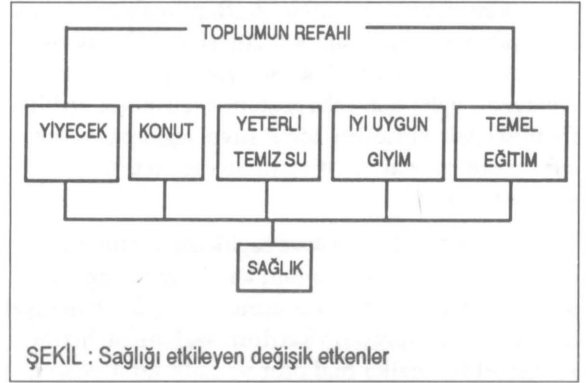 TOPLUMUN REFAHI
YİYECEK
KONUT
YETERLİ
TEMİZ SU
İYİ UYGUN
GİYİM
TEMEL
EĞİTİM
SAĞLIK
ŞEKİL : Sağlığı etkileyen değişik etkenler